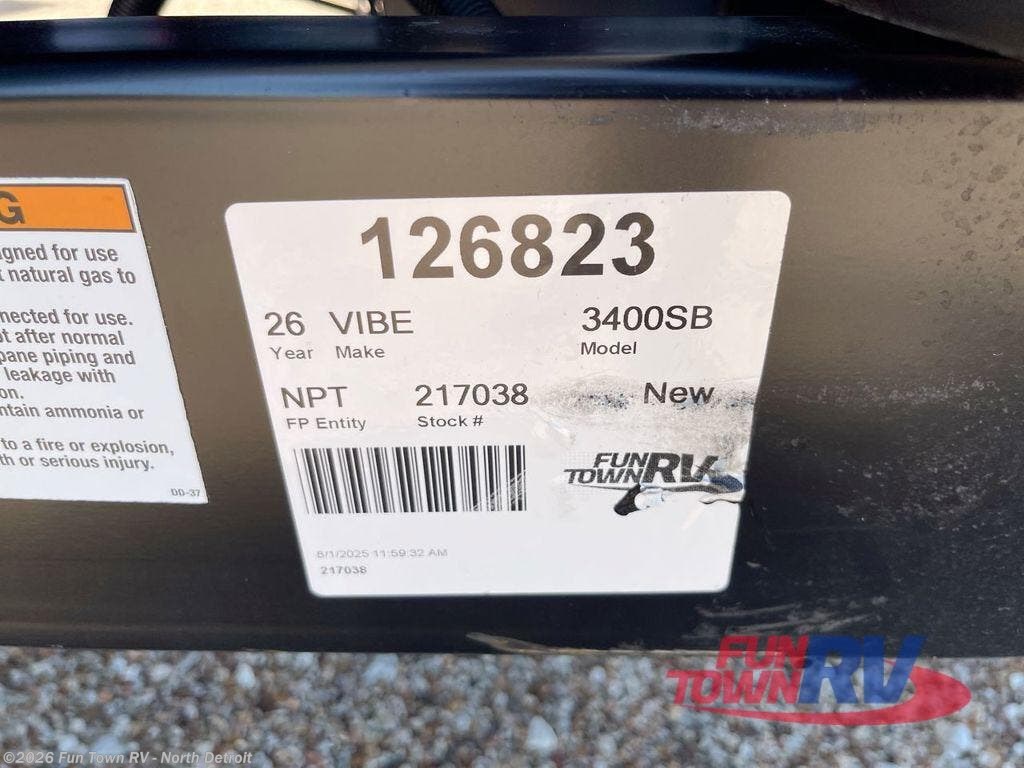 G
igned for use
t natural gas to
nected for use.
ot after normal
pane piping and
leakage with
on.
ntain ammonia or
to a fire or explosion,
th or serious injury.
DD-37
126823
26 VIBE 3400SB
Year Make Model
NPT 217038 New
FP Entity Stock #
FUN
TOWN RV
8/1/2025 11:59:32 AM
217038
FUN
TOWN RV
©2026 Fun Town RV - North Detroit